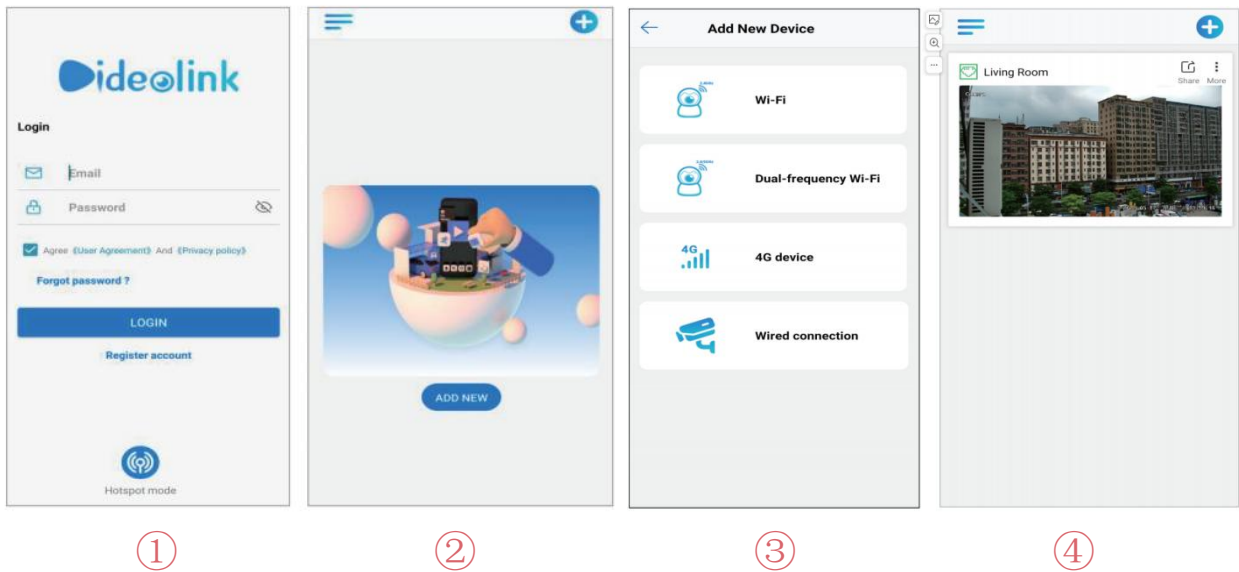 Dideolink
Login
Email
Password
Agree 《User Agreement》 And 《Privacy policy》
Forgot password ?
LOGIN
Register account
Hotspot mode
①
ADD NEW
②
Add New Device
Wi-Fi
Dual-frequency Wi-Fi
4G
4G device
Wired connection
③
Living Room
Share More
④